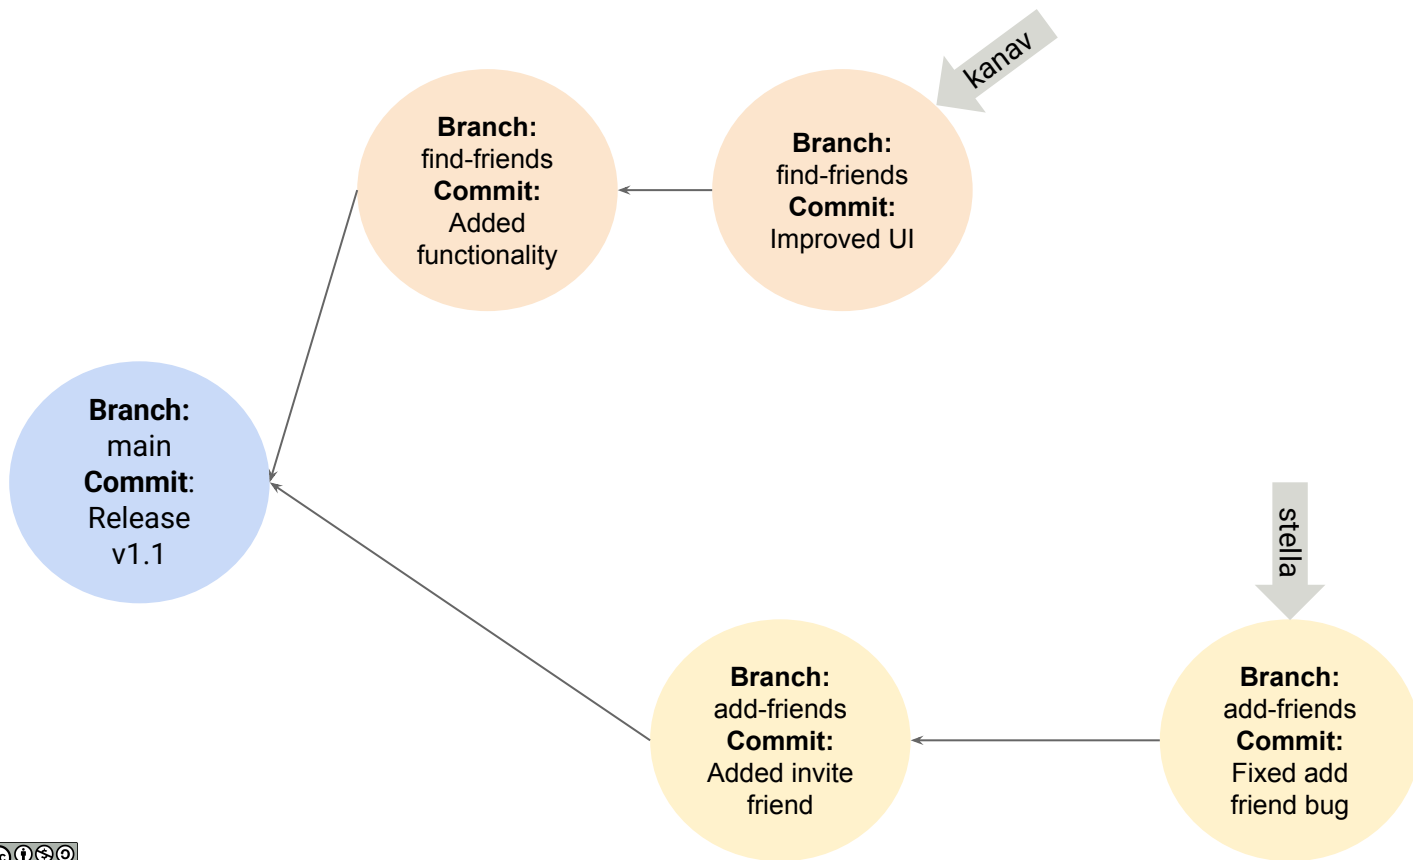 kanav
Branch:
find-friends
Commit:
Added
functionality
Branch:
find-friends
Commit:
Improved UI
Branch:
main
Commit:
Release
v1.1
stella
Branch:
add-friends
Commit:
Added invite
friend
Branch:
add-friends
Commit:
Fixed add
friend bug